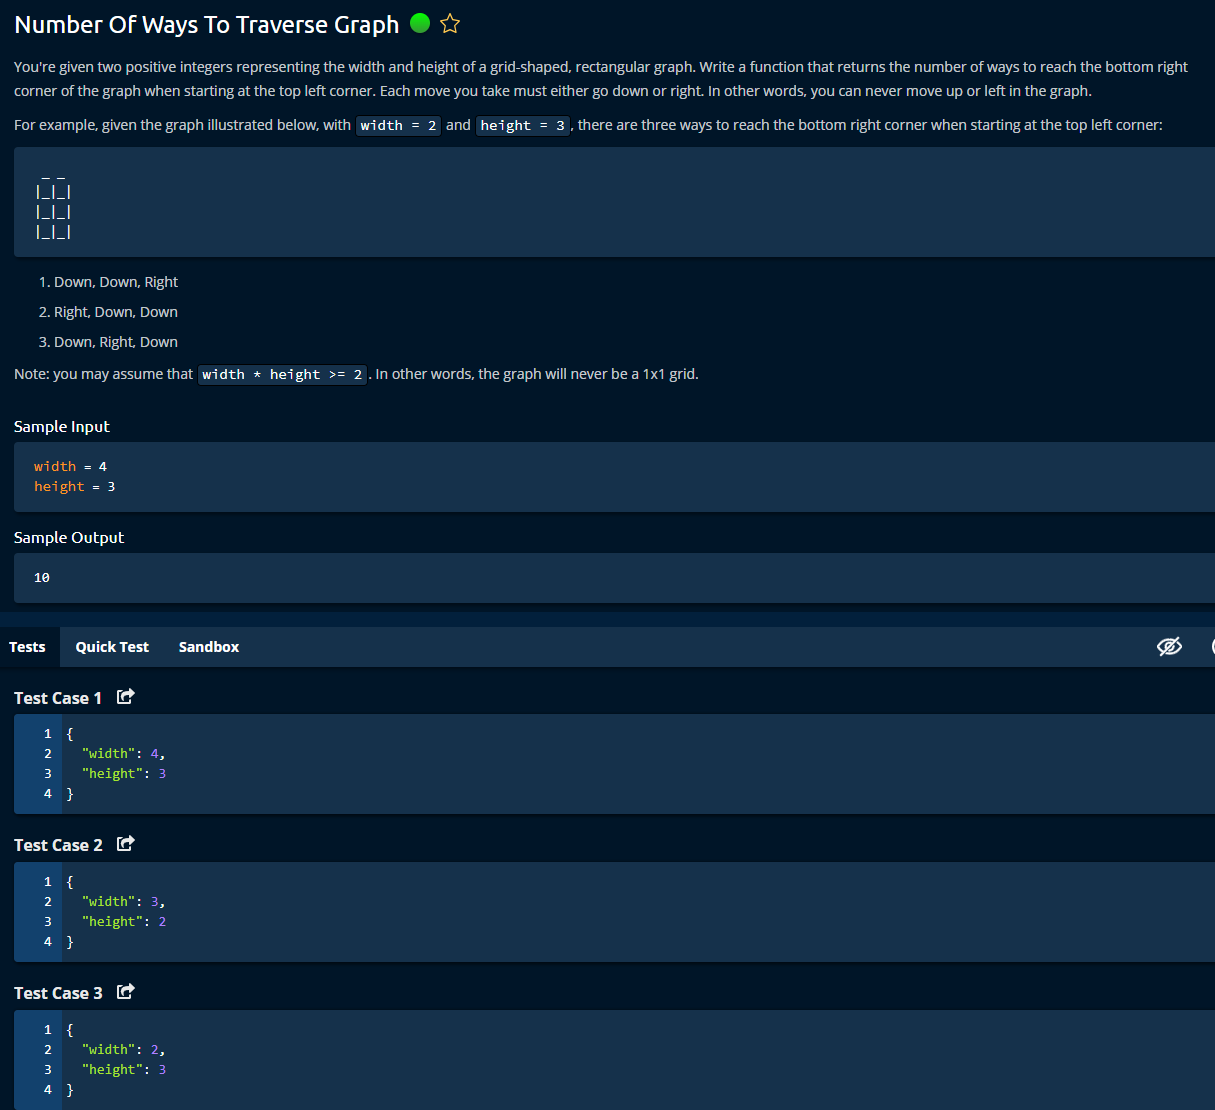 Number Of Ways To Traverse Graph
You're given two positive integers representing the width and height of a grid-shaped, rectangular graph. Write a function that returns the number of ways to reach the bottom right
corner of the graph when starting at the top left corner. Each move you take must either go down or right. In other words, you can never move up or left in the graph.
For example, given the graph illustrated below, with width = 2 and height = 3, there are three ways to reach the bottom right corner when starting at the top left corner:
 _ _
|_|_|
|_|_|
|_|_|
1. Down, Down, Right
2. Right, Down, Down
3. Down, Right, Down
Note: you may assume that width * height >= 2. In other words, the graph will never be a 1x1 grid.
Sample Input
width = 4
height = 3
Sample Output
10
Tests Quick Test Sandbox
Test Case 1
1 {
2 "width": 4,
3 "height": 3
4 }
Test Case 2
1 {
2 "width": 3,
3 "height": 2
4 }
Test Case 3
1 {
2 "width": 2,
3 "height": 3
4 }